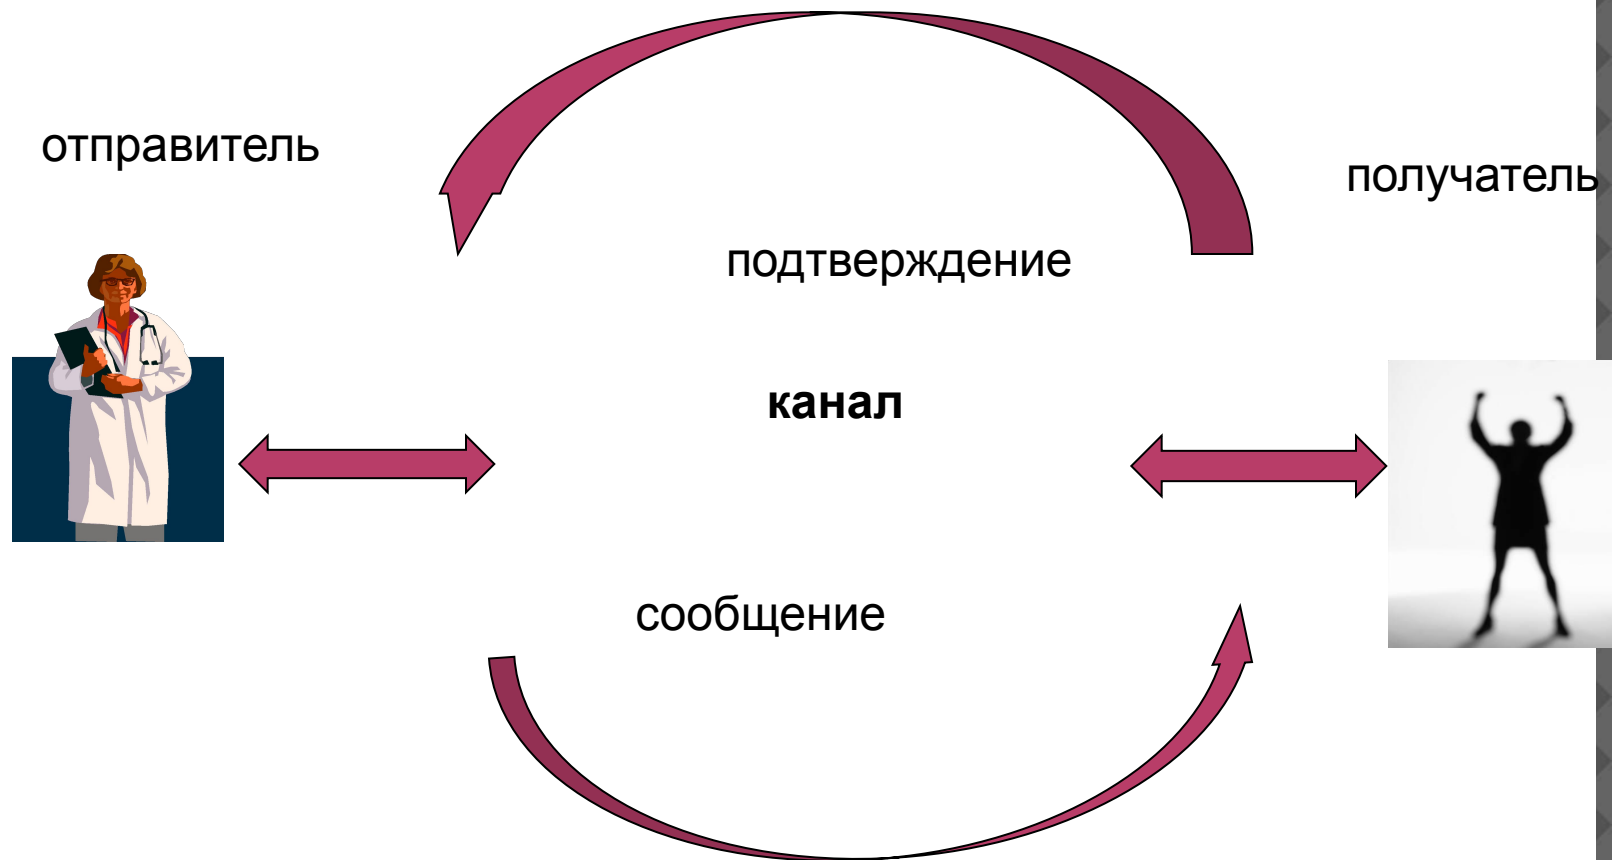 отправитель
получатель
подтверждение
канал
сообщение